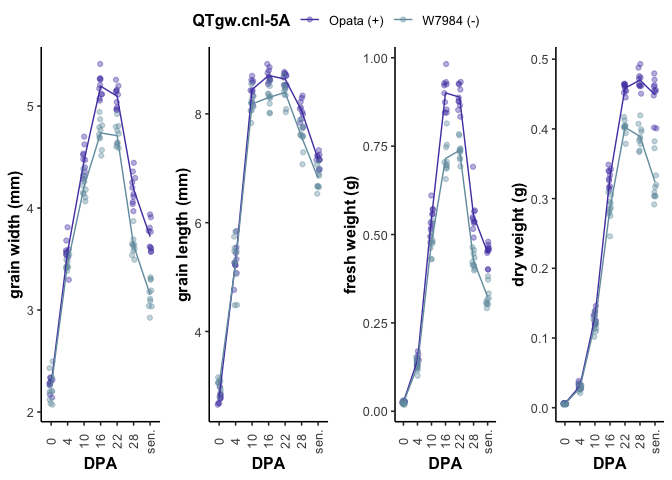 QTgw.cnl-5A Opata (+) W7984 (-)
grain width (mm)
5
4
3
2
0 4 10 16 22 28 sen.
DPA
grain length (mm)
8
6
4
0 4 10 16 22 28 sen.
DPA
fresh weight (g)
1.00
0.75
0.50
0.25
0.00
0 4 10 16 22 28 sen.
DPA
dry weight (g)
0.5
0.4
0.3
0.2
0.1
0.0
0 4 10 16 22 28 sen.
DPA